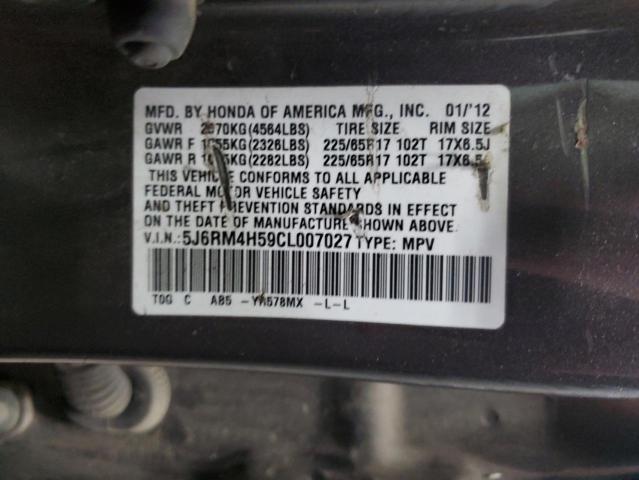 MFD. BY HONDA OF AMERICA MFG., INC. 01/'12
GVWR 2070KG(4564LBS) TIRE SIZE RIM SIZE
GAWR F 1055KG(2326LBS) 225/65R17 102T 17X6.5J
GAWR R 1035KG(2282LBS) 225/65R17 102T 17X6.5J
THIS VEHICLE CONFORMS TO ALL APPLICABLE
FEDERAL MOTOR VEHICLE SAFETY
AND THEFT PREVENTION STANDARDS IN EFFECT
ON THE DATE OF MANUFACTURE SHOWN ABOVE.
V.I.N.:5J6RM4H59CL007027 TYPE: MPV
TOG C AB5 - YR578MX -L-L